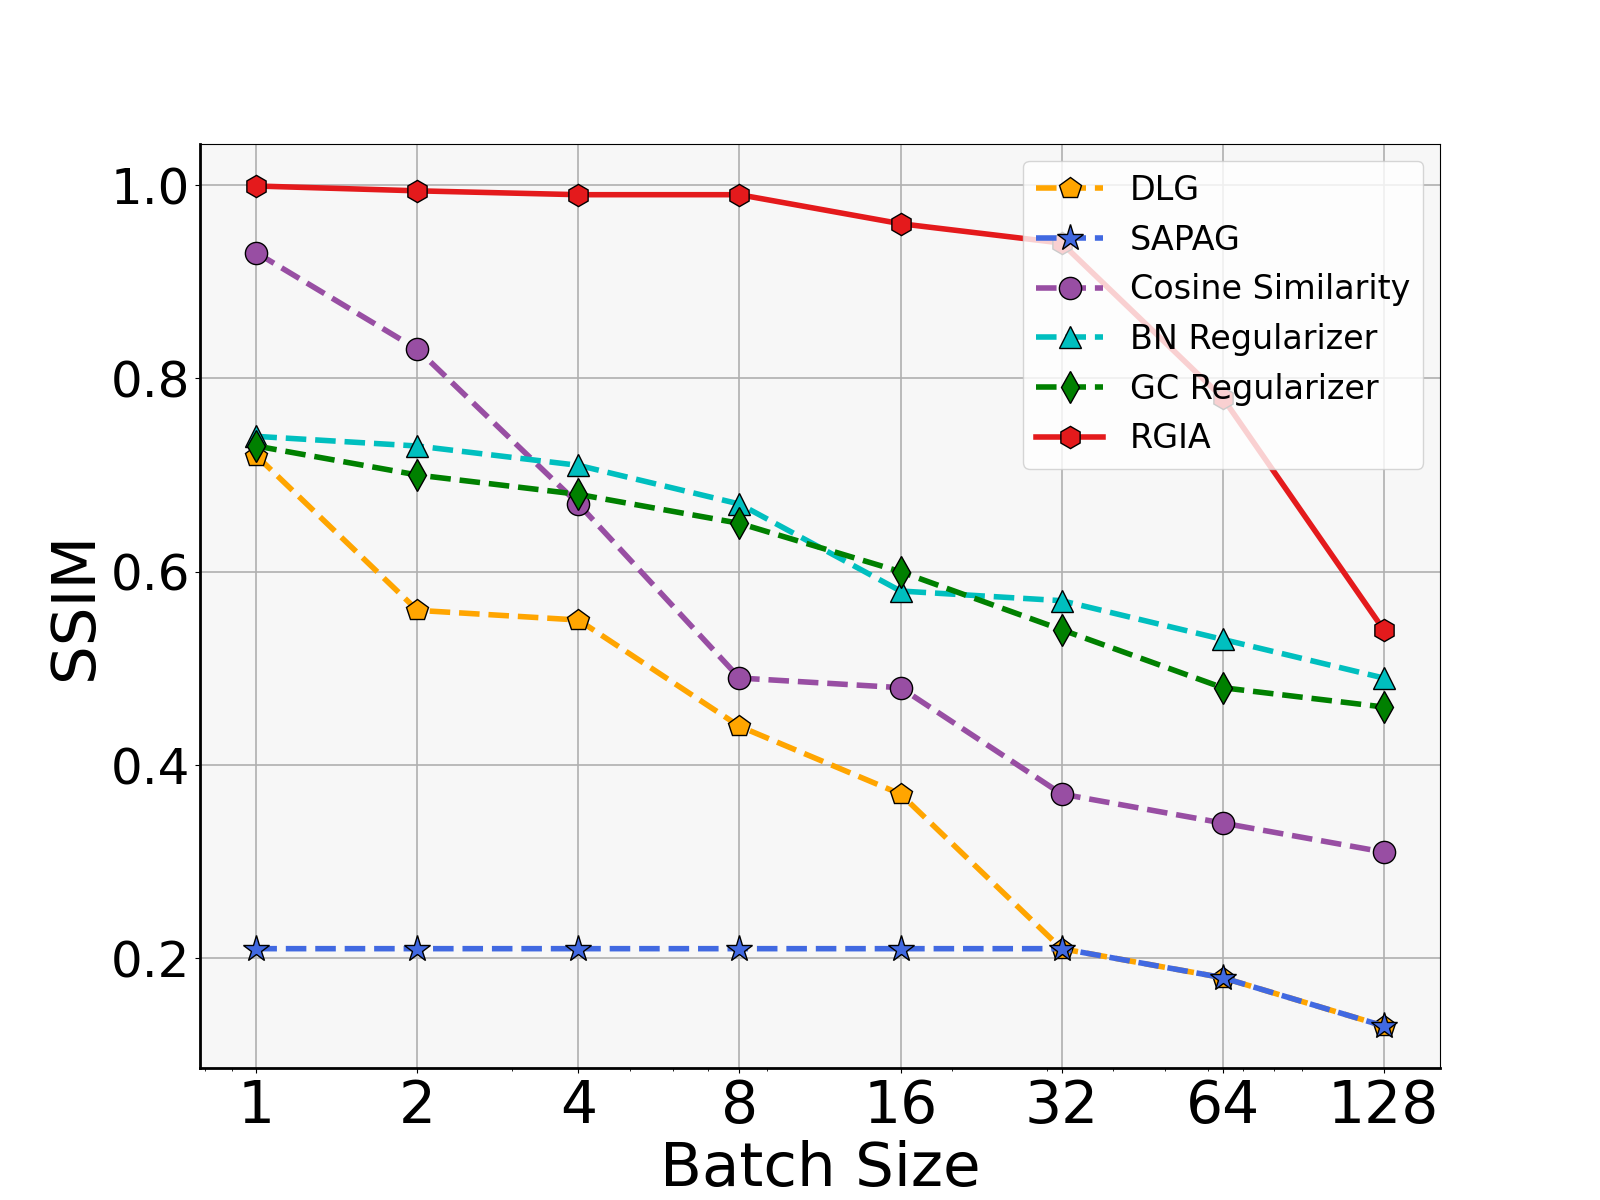 1.0
0.8
0.6
0.4
0.2
SSIM
DLG
SAPAG
Cosine Similarity
BN Regularizer
GC Regularizer
RGIA
1 2 4 8 16 32 64 128
Batch Size